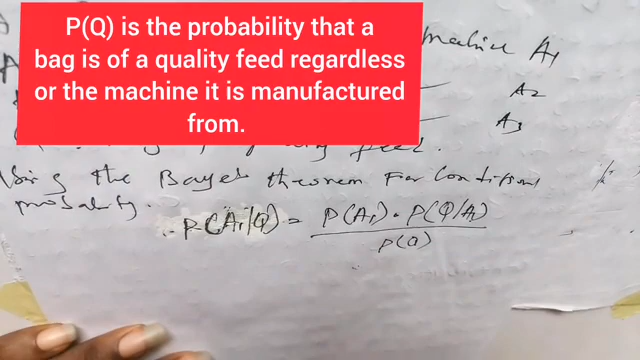 P(Q) is the probability that a
bag is of a quality feed regardless
or the machine it is manufactured
from.
machine A1
A2
A3
feed.
Using the Bayes theorem For Conditional
probability.
P(A1/Q) = P(A1) · P(Q/A1)
P(Q)